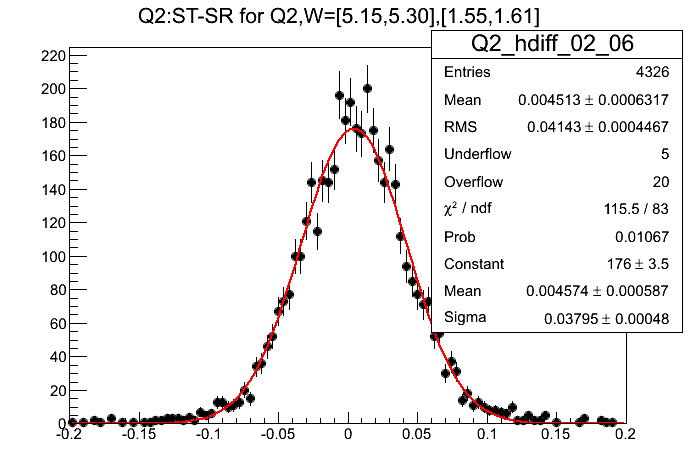 Q2:ST-SR for Q2,W=[5.15,5.30],[1.55,1.61]
Q2_hdiff_02_06
Entries 4326
Mean 0.004513 ± 0.0006317
RMS 0.04143 ± 0.0004467
Underflow 5
Overflow 20
χ² / ndf 115.5 / 83
Prob 0.01067
Constant 176 ± 3.5
Mean 0.004574 ± 0.000587
Sigma 0.03795 ± 0.00048
220
200
180
160
140
120
100
80
60
40
20
0
-0.2 -0.15 -0.1 -0.05 0 0.05 0.1 0.15 0.2